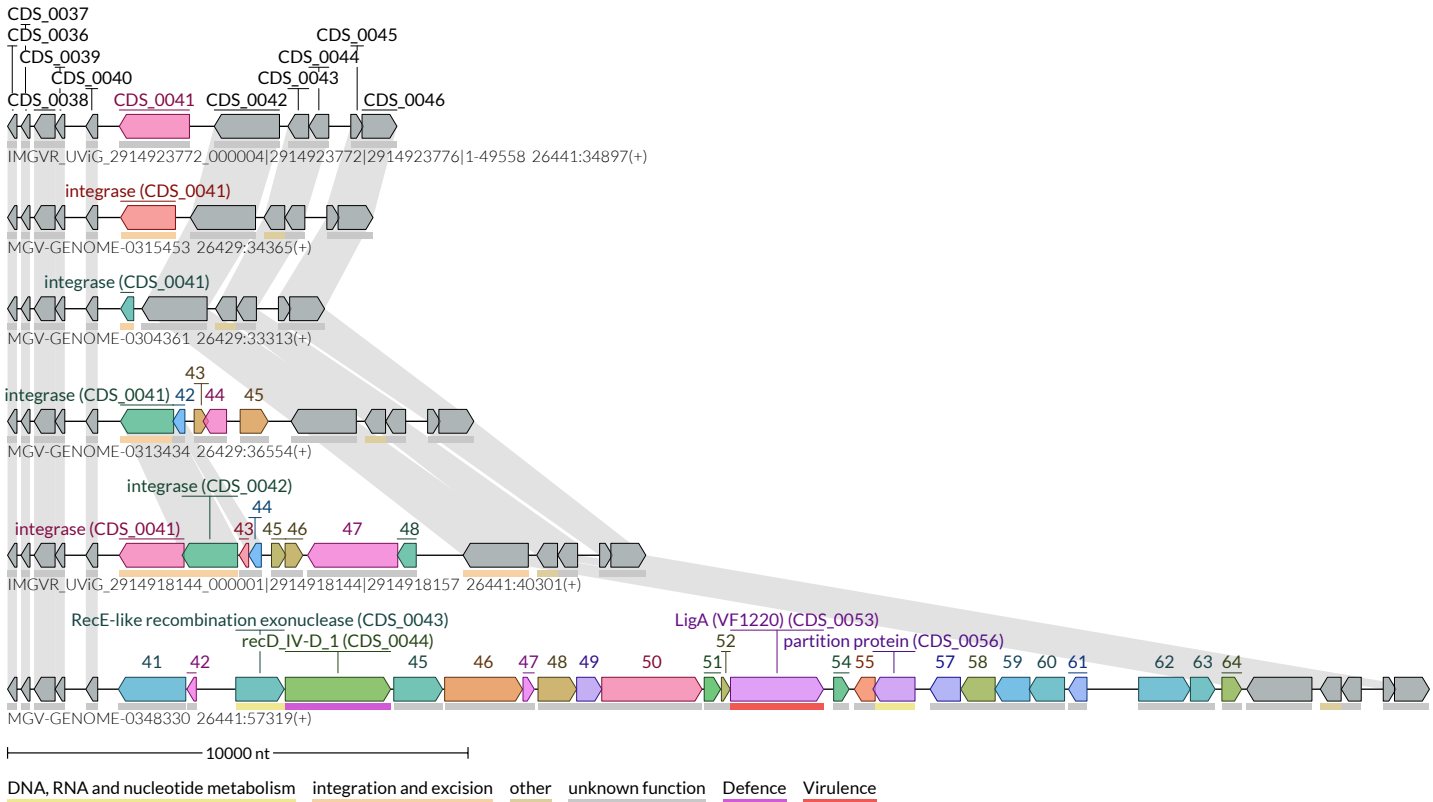 CDS_0037
CDS_0036 CDS_0045
CDS_0039 CDS_0044
CDS_0040 CDS_0043
CDS_0038 CDS_0041 CDS_0042 CDS_0046
IMGVR_UViG_2914923772_000004|2914923772|2914923776|1-49558 26441:34897(+)
integrase (CDS_0041)
MGV-GENOME-0315453 26429:34365(+)
integrase (CDS_0041)
MGV-GENOME-0304361 26429:33313(+)
43
integrase (CDS_0041) 42 44 45
MGV-GENOME-0313434 26429:36554(+)
integrase (CDS_0042)
44
integrase (CDS_0041) 43 45 46 47 48
IMGVR_UViG_2914918144_000001|2914918144|2914918157 26441:40301(+)
RecE-like recombination exonuclease (CDS_0043) LigA (VF1220) (CDS_0053)
recD_IV-D_1 (CDS_0044) 52 partition protein (CDS_0056)
41 42 45 46 47 48 49 50 51 54 55 57 58 59 60 61 62 63 64
MGV-GENOME-0348330 26441:57319(+)
10000 nt
DNA, RNA and nucleotide metabolism integration and excision other unknown function Defence Virulence